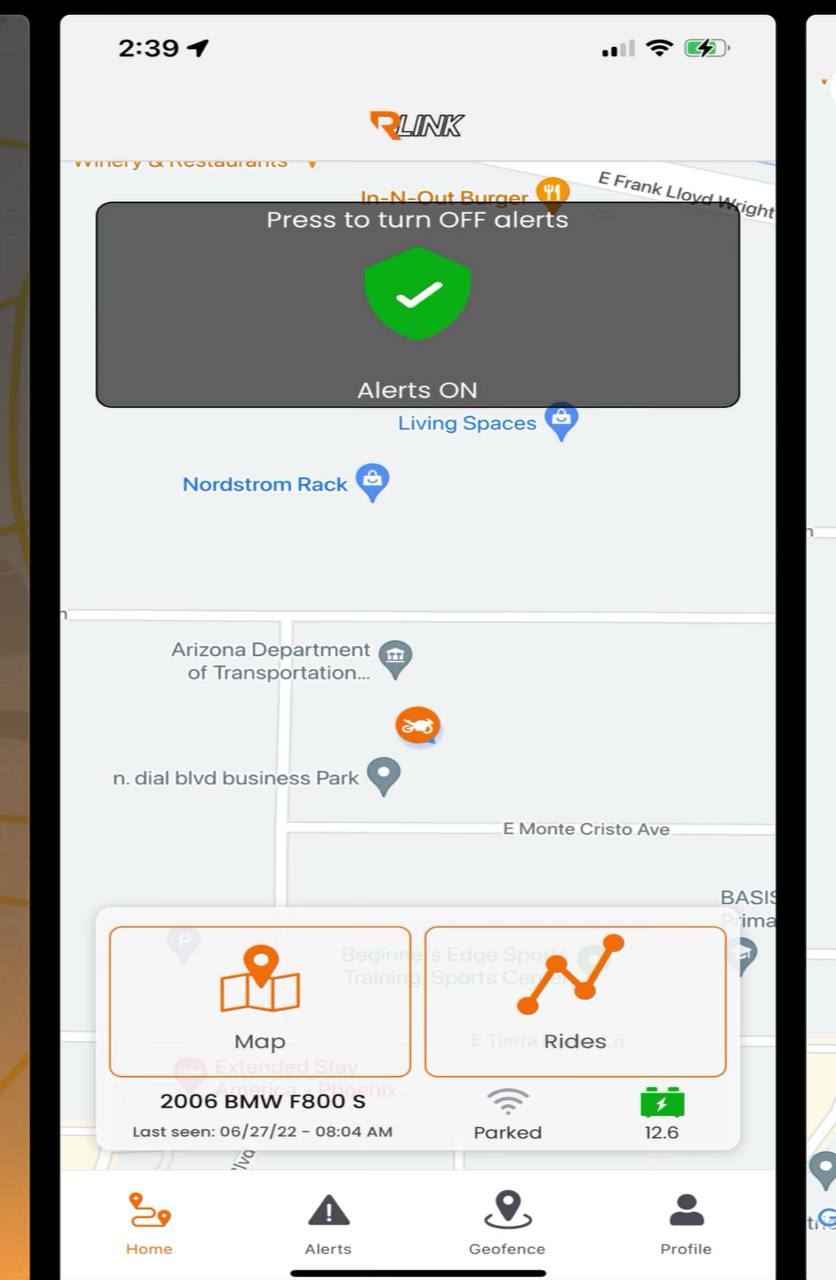 2:39
RLINK
Winery & Restaurants
In-N-Out Burger
E Frank Lloyd Wright
Press to turn OFF alerts
Alerts ON
Living Spaces
Nordstrom Rack
Arizona Department
of Transportation...
n. dial blvd business Park
E Monte Cristo Ave
BASIS
Prima
P
Beginners Edge Sports
Training, Sports Cen
Map
E Tierra
Rides
Extended Stay
America - Phoenix...
2006 BMW F800 S
Last seen: 06/27/22 - 08:04 AM
Parked
12.6
Home
Alerts
Geofence
Profile